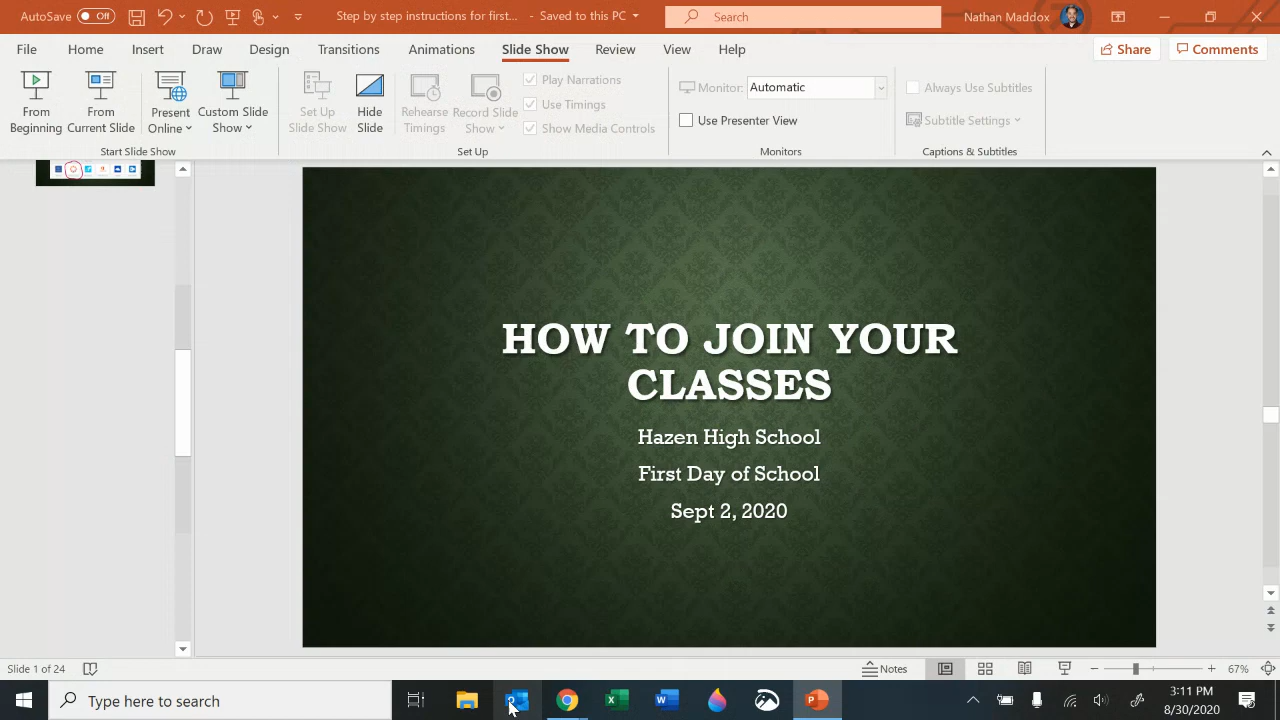 AutoSave Off Step by step instructions for first... - Saved to this PC Search Nathan Maddox
File Home Insert Draw Design Transitions Animations Slide Show Review View Help Share Comments
From Beginning
From Current Slide
Present Online
Custom Slide Show
Start Slide Show
Set Up Slide Show
Hide Slide
Rehearse Timings
Record Slide Show
Play Narrations
Use Timings
Show Media Controls
Set Up
Monitor: Automatic
Use Presenter View
Monitors
Always Use Subtitles
Subtitle Settings
Captions & Subtitles
HOW TO JOIN YOUR
CLASSES
Hazen High School
First Day of School
Sept 2, 2020
Slide 1 of 24 Notes 67%
Type here to search
3:11 PM
8/30/2020